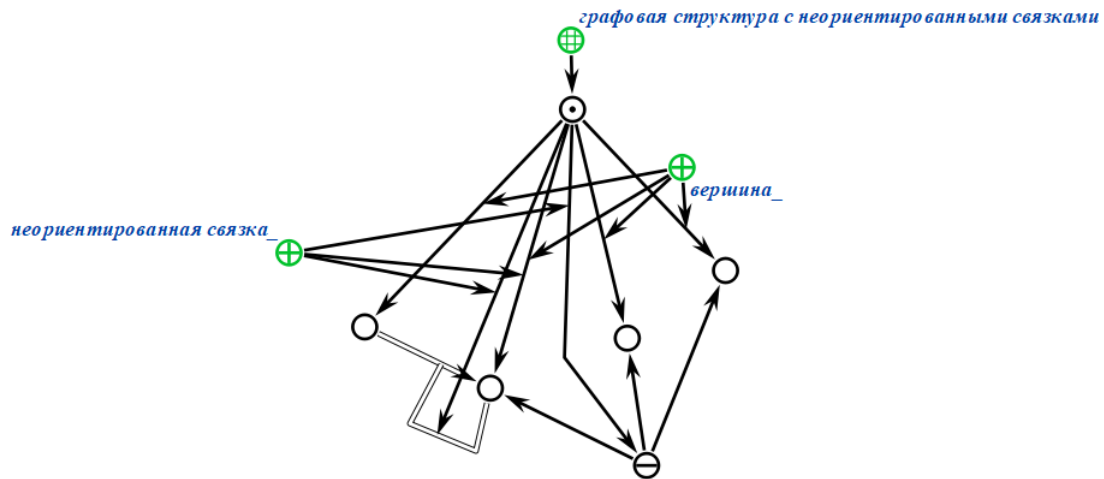 графовая структура с неориентированными связками
вершина_
неориентированная связка_